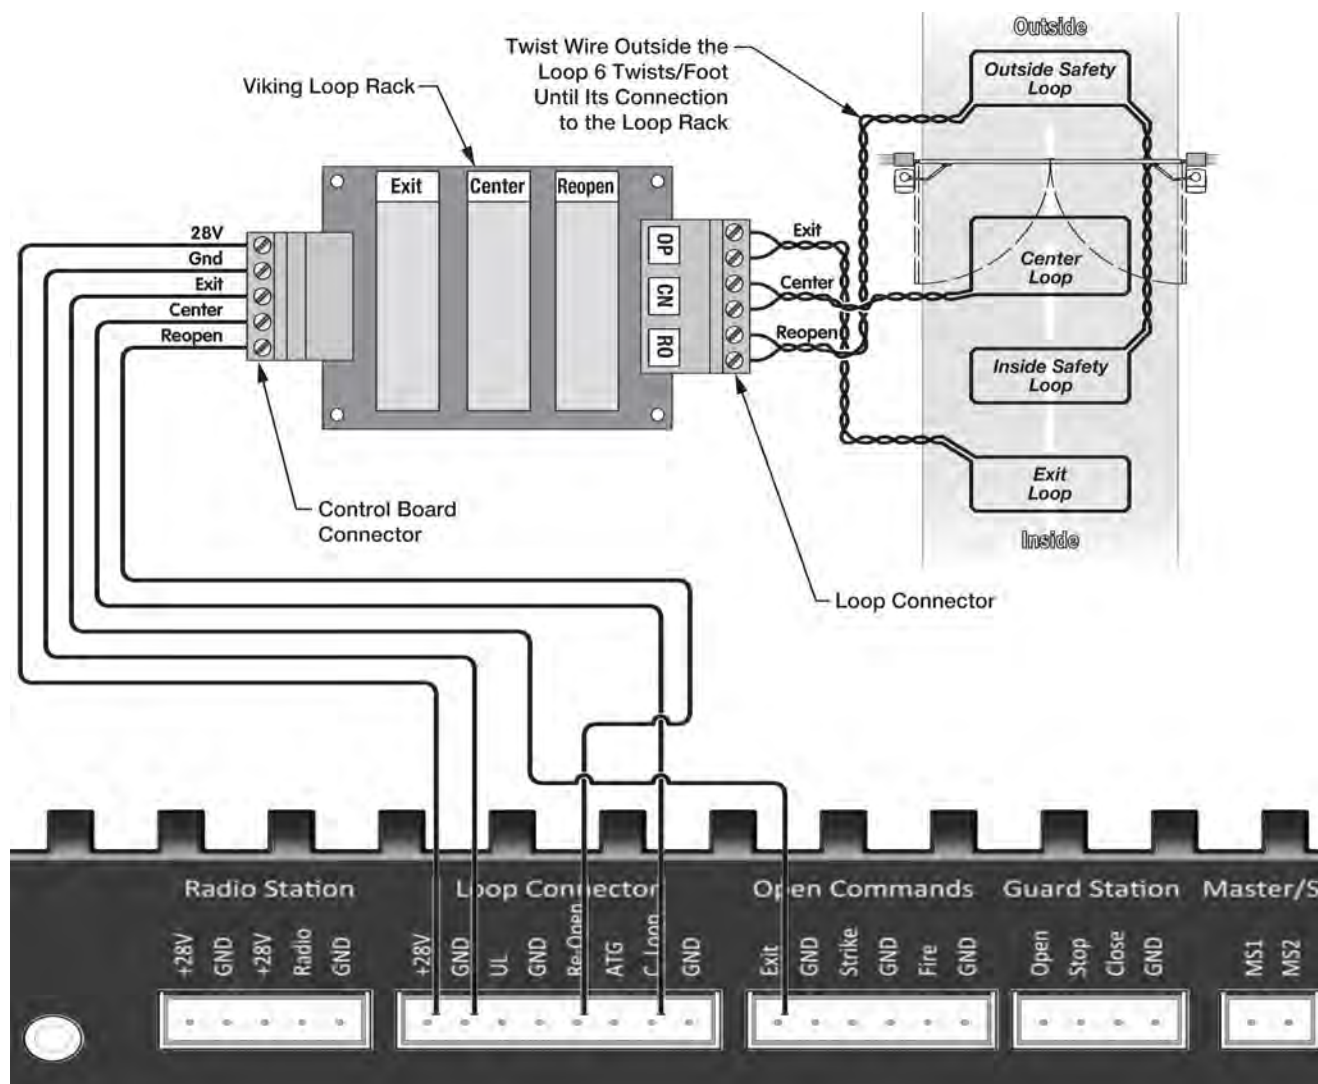 Outside
Twist Wire Outside the
Loop 6 Twists/Foot
Until Its Connection
to the Loop Rack
Outside Safety
Loop
Viking Loop Rack
Exit
Center
Reopen
28V
Gnd
Exit
Center
Reopen
OP
CN
RO
Exit
Center
Reopen
Center
Loop
Inside Safety
Loop
Exit
Loop
Inside
Control Board
Connector
Loop Connector
Radio Station
Loop Connector
Open Commands
Guard Station
Master/S
+28V
GND
+28V
Radio
GND
+28V
GND
UL
GND
Re-Open
ATG
C. Loop
GND
Exit
GND
Strike
GND
Fire
GND
Open
Stop
Close
GND
MS1
MS2